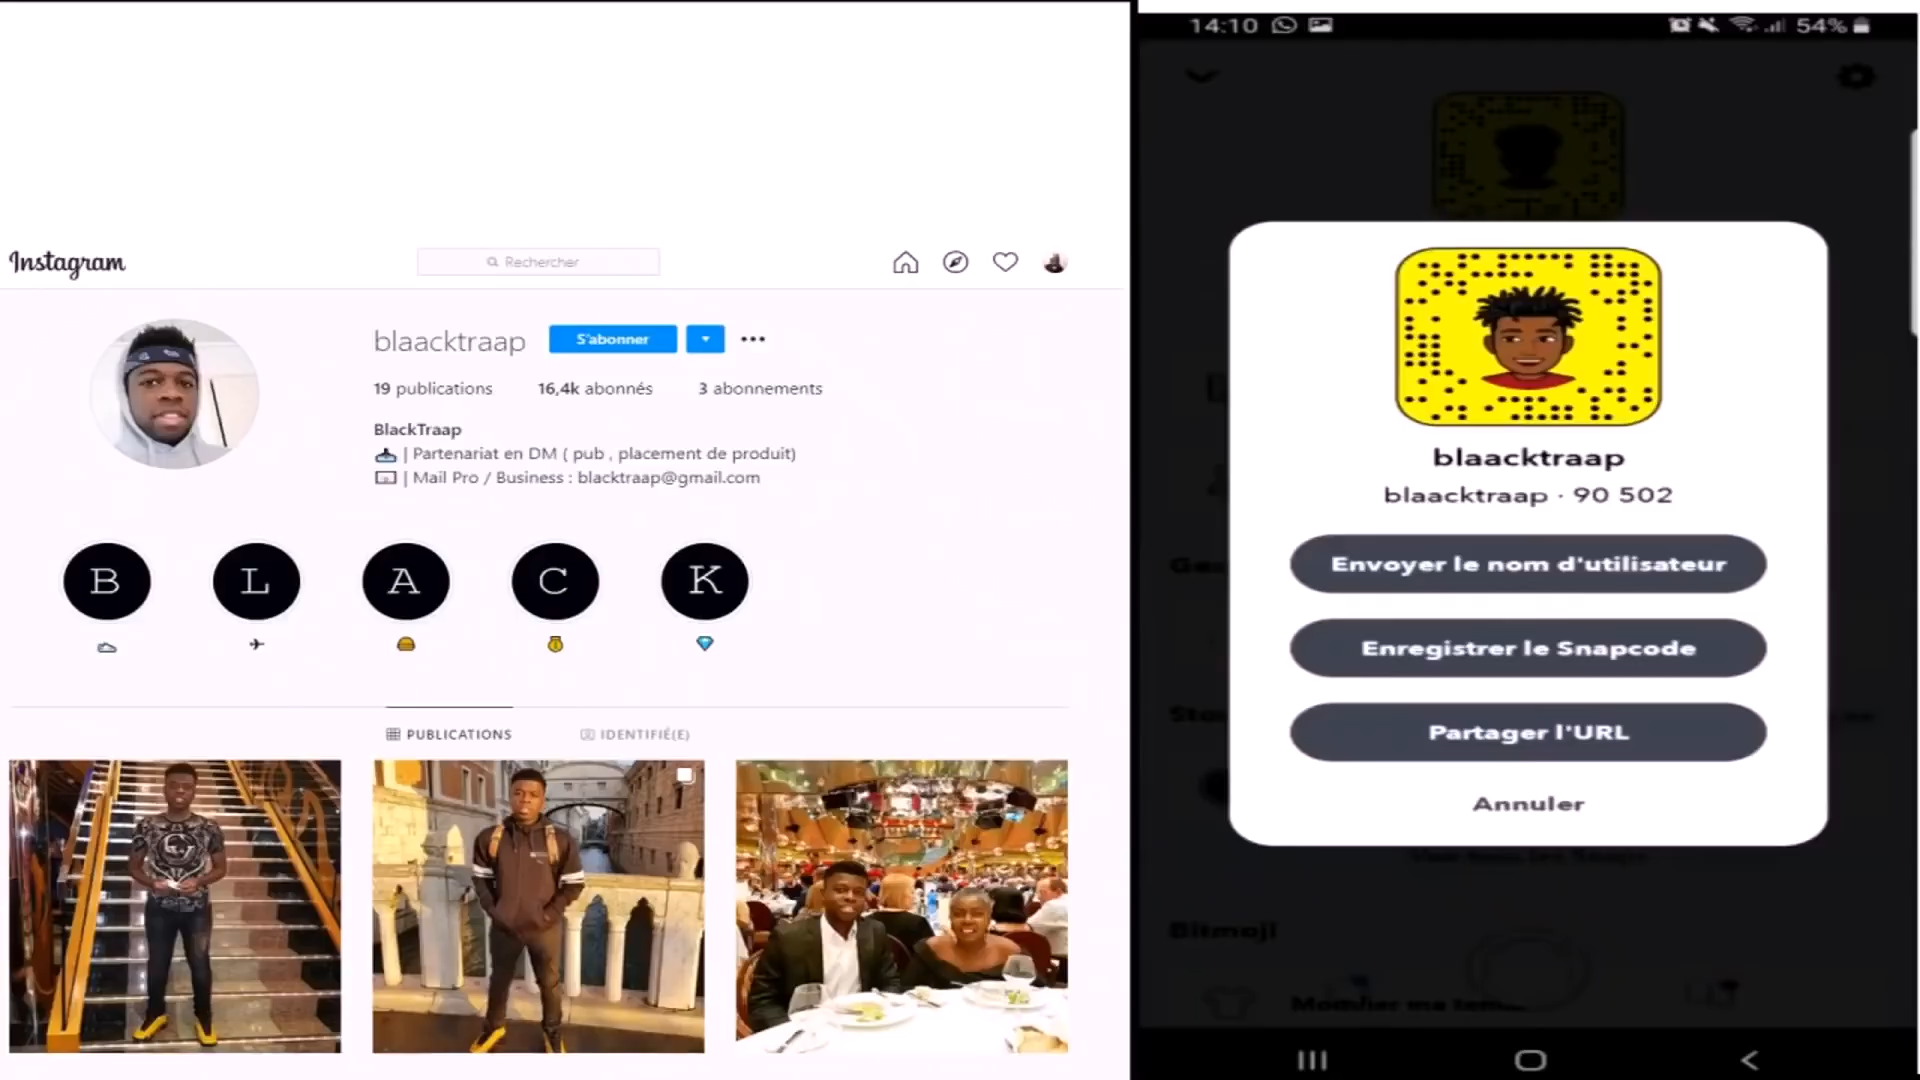 Instagram
Rechercher
blaacktraap
S'abonner
19 publications
16,4k abonnés
3 abonnements
BlackTraap
| Partenariat en DM ( pub , placement de produit)
| Mail Pro / Business : blacktraap@gmail.com
B
L
A
C
K
PUBLICATIONS
IDENTIFIÉ(E)
14:10
54%
blaacktraap
blaacktraap · 90 502
Envoyer le nom d'utilisateur
Enregistrer le Snapcode
Partager l'URL
Annuler
Bitmoji